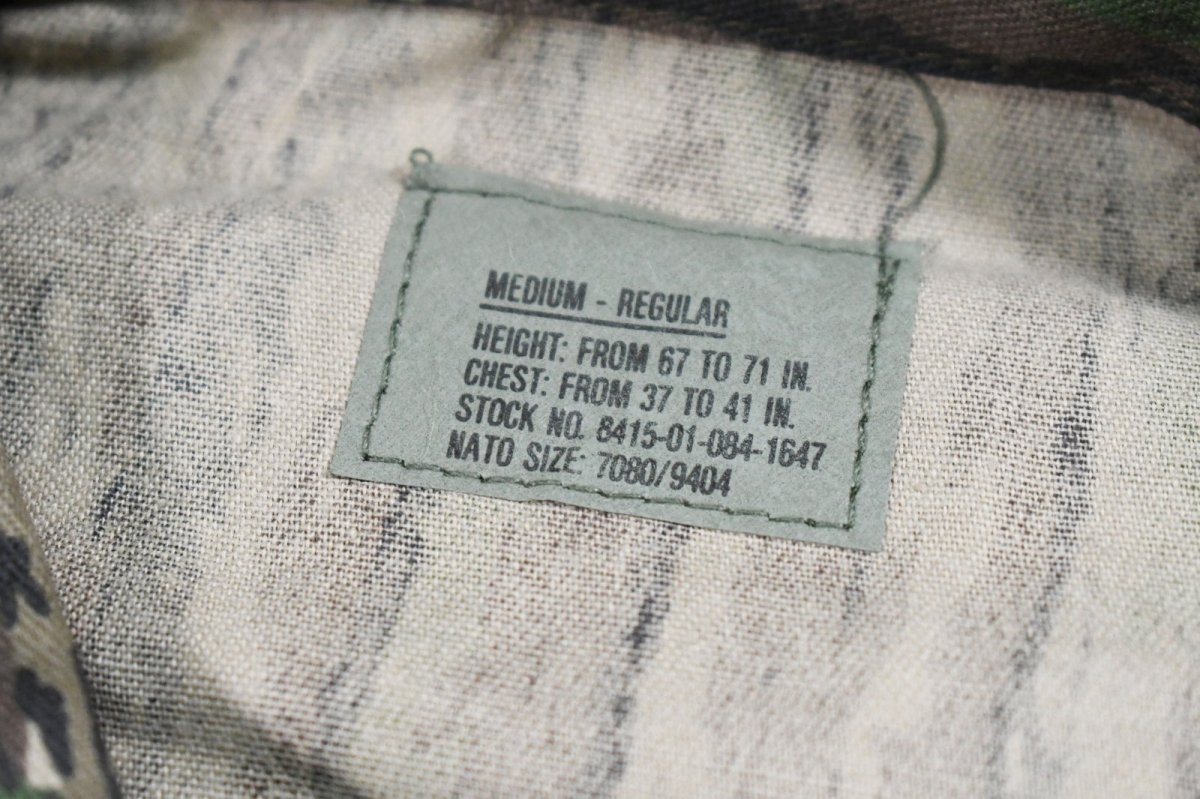 MEDIUM - REGULAR
HEIGHT: FROM 67 TO 71 IN.
CHEST: FROM 37 TO 41 IN.
STOCK NO. 8415-01-084-1647
NATO SIZE: 7080/9404